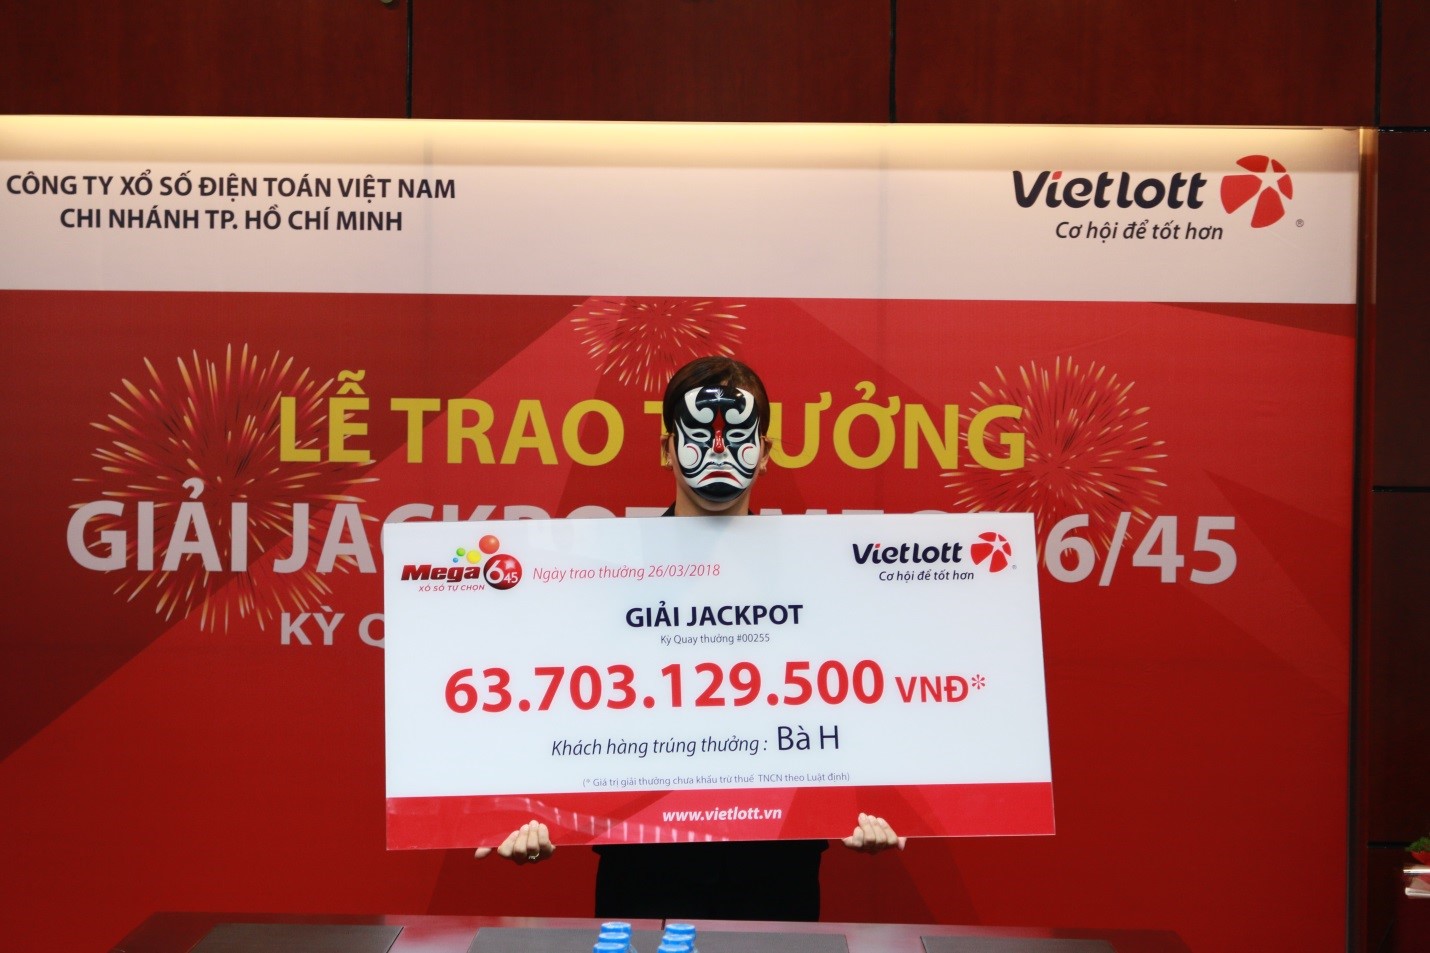 CÔNG TY XỔ SỐ ĐIỆN TOÁN VIỆT NAM
CHI NHÁNH TP. HỒ CHÍ MINH
Vietlott
Cơ hội để tốt hơn
LỄ TRAO THƯỞNG
GIẢI JACKPOT 6/45
KỲ
Mega 6/45
XỔ SỐ TỰ CHỌN
Ngày trao thưởng 26/03/2018
Vietlott
Cơ hội để tốt hơn
GIẢI JACKPOT
Kỳ Quay thưởng #00255
63.703.129.500 VNĐ*
Khách hàng trúng thưởng : Bà H
(* Giá trị giải thưởng chưa khấu trừ thuế TNCN theo Luật định)
www.vietlott.vn